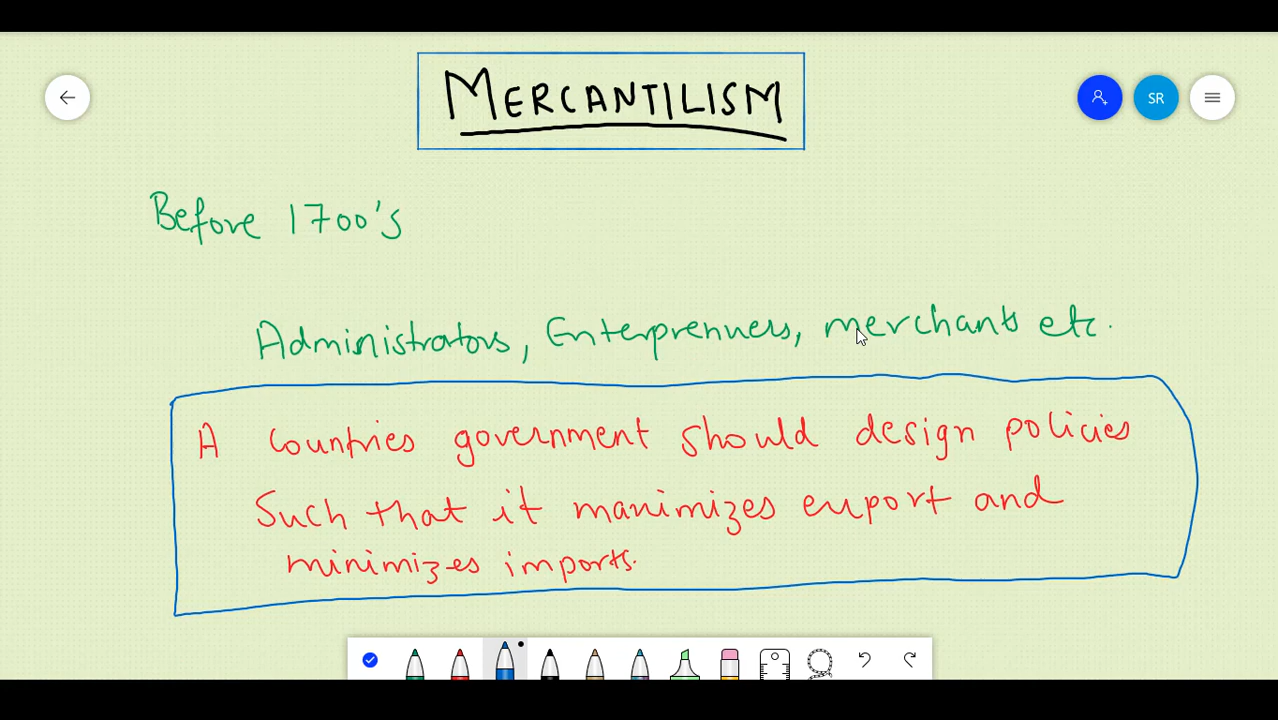 MERCANTILISM
SR
Before 1700's
Administrators, Enterprenners, merchants etc.
A countries government should design policies
Such that it maximizes export and
minimizes imports.